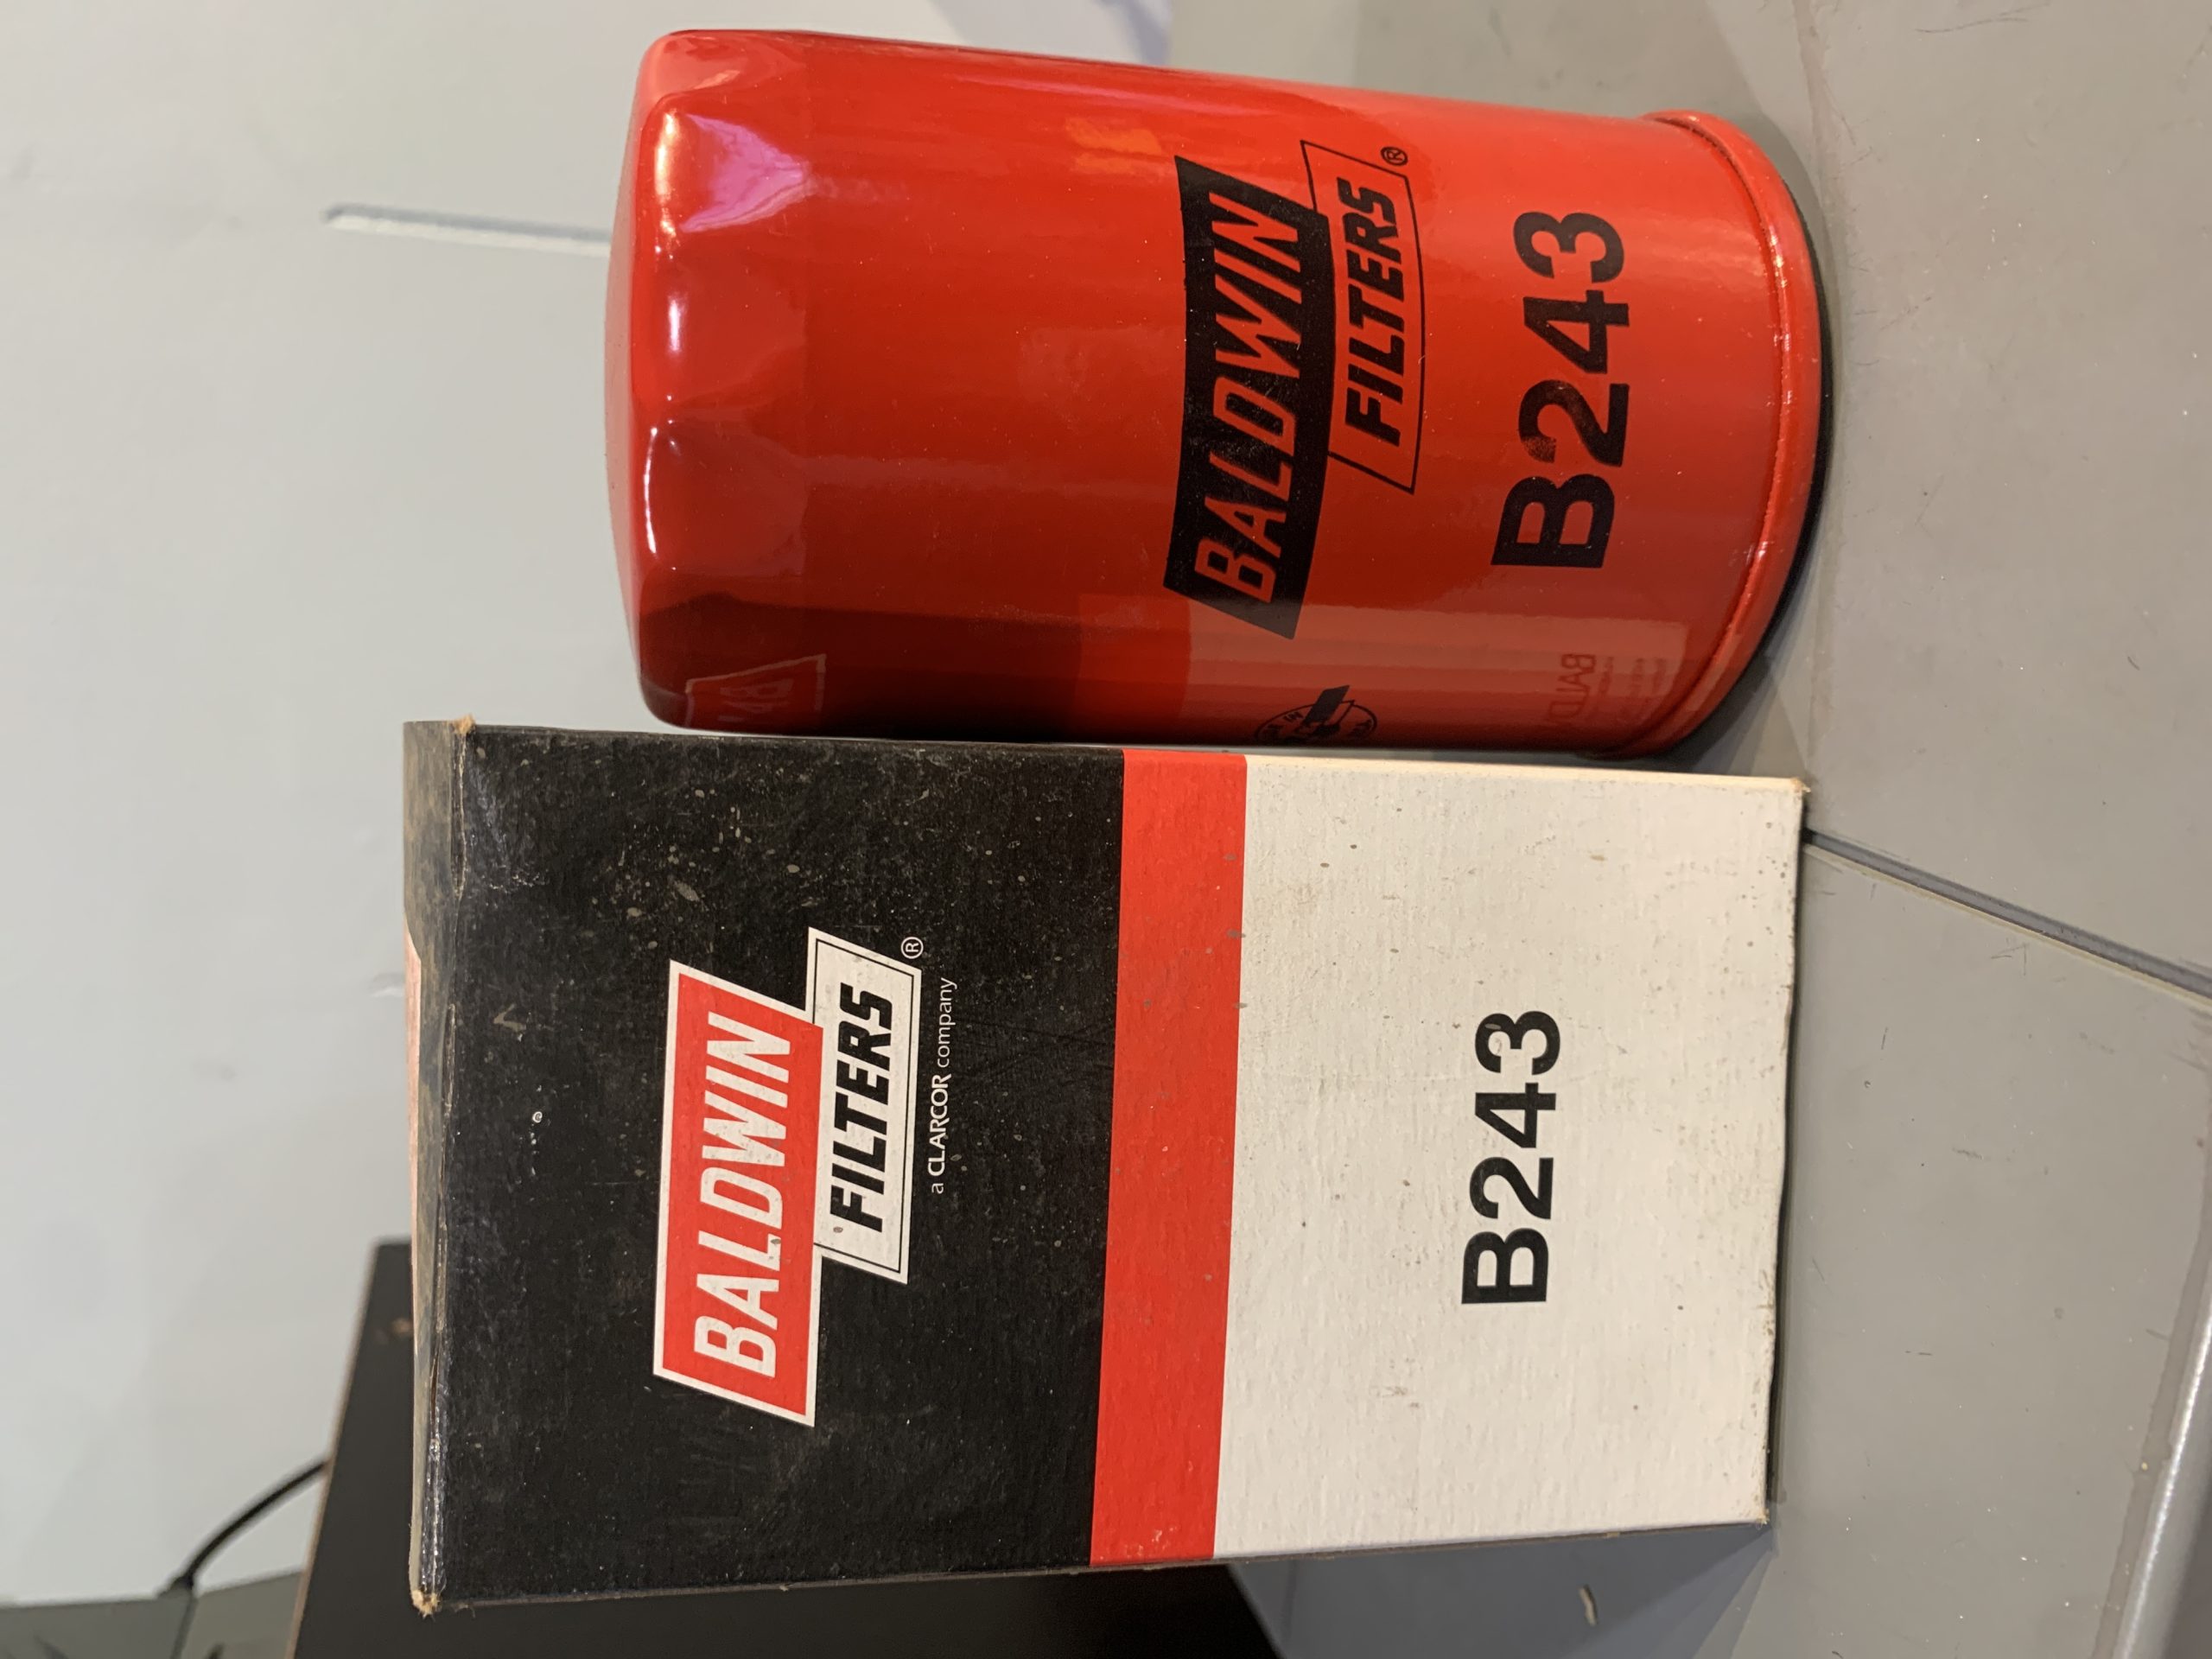 BALDWIN
FILTERS®
a CLARCOR company
B243
BALDWIN
FILTERS®
B243